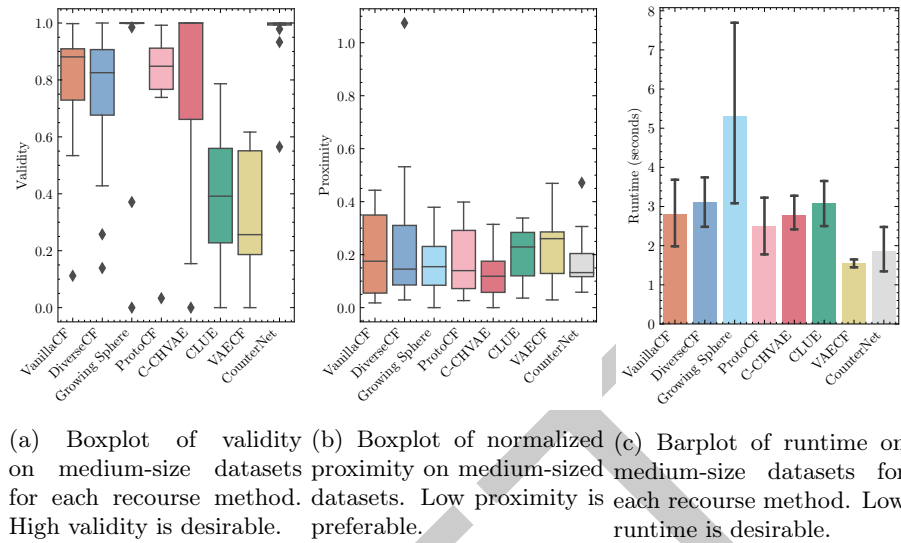 1.0
0.8
0.6
0.4
0.2
0.0
Validity
VanillaCF
DiverseCF
Growing Sphere
ProtoCF
C-CHVAE
CLUE
VAECF
CounterNet
1.0
0.8
0.6
0.4
0.2
0.0
Proximity
VanillaCF
DiverseCF
Growing Sphere
ProtoCF
C-CHVAE
CLUE
VAECF
CounterNet
8
7
6
5
4
3
2
1
0
Runtime (seconds)
VanillaCF
DiverseCF
Growing Sphere
ProtoCF
C-CHVAE
CLUE
VAECF
CounterNet
(a) Boxplot of validity
on medium-size datasets
for each recourse method.
High validity is desirable.
(b) Boxplot of normalized
proximity on medium-sized
datasets. Low proximity is
preferable.
(c) Barplot of runtime on
medium-size datasets for
each recourse method. Low
runtime is desirable.